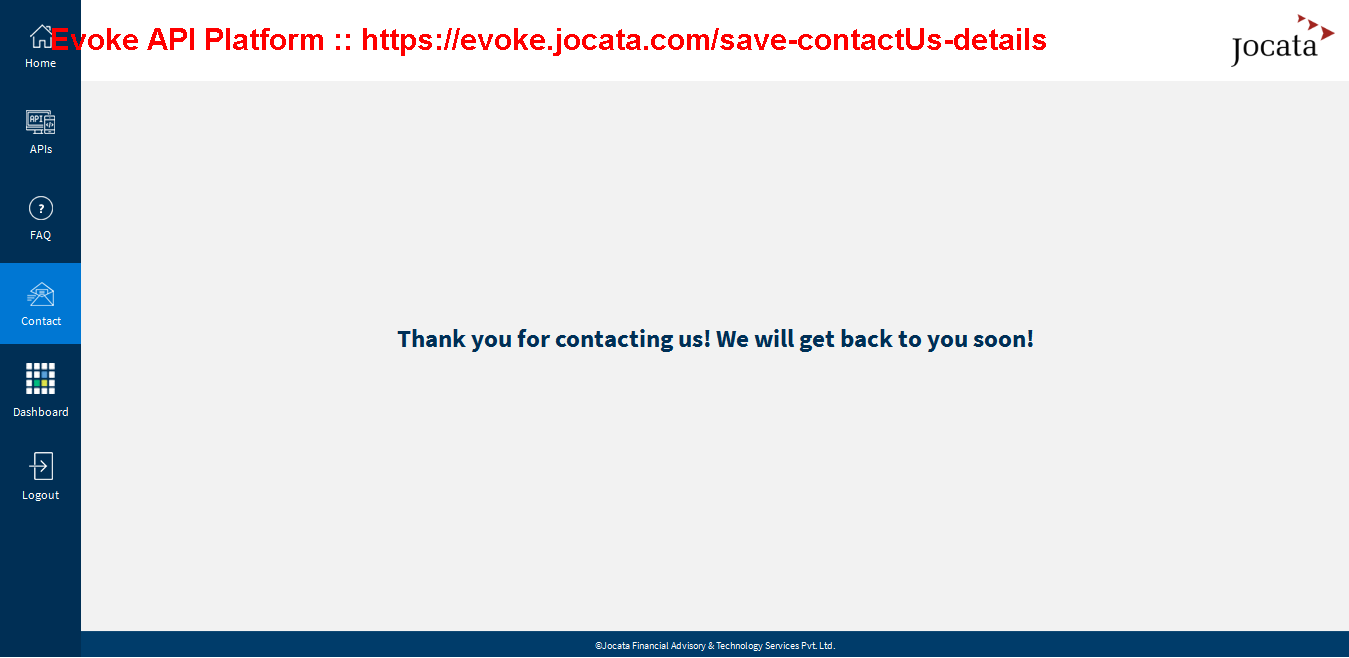 Evoke API Platform :: https://evoke.jocata.com/save-contactUs-details
Jocata
Home
API
APIs
?
FAQ
Contact
Dashboard
Logout
Thank you for contacting us! We will get back to you soon!
©Jocata Financial Advisory & Technology Services Pvt. Ltd.